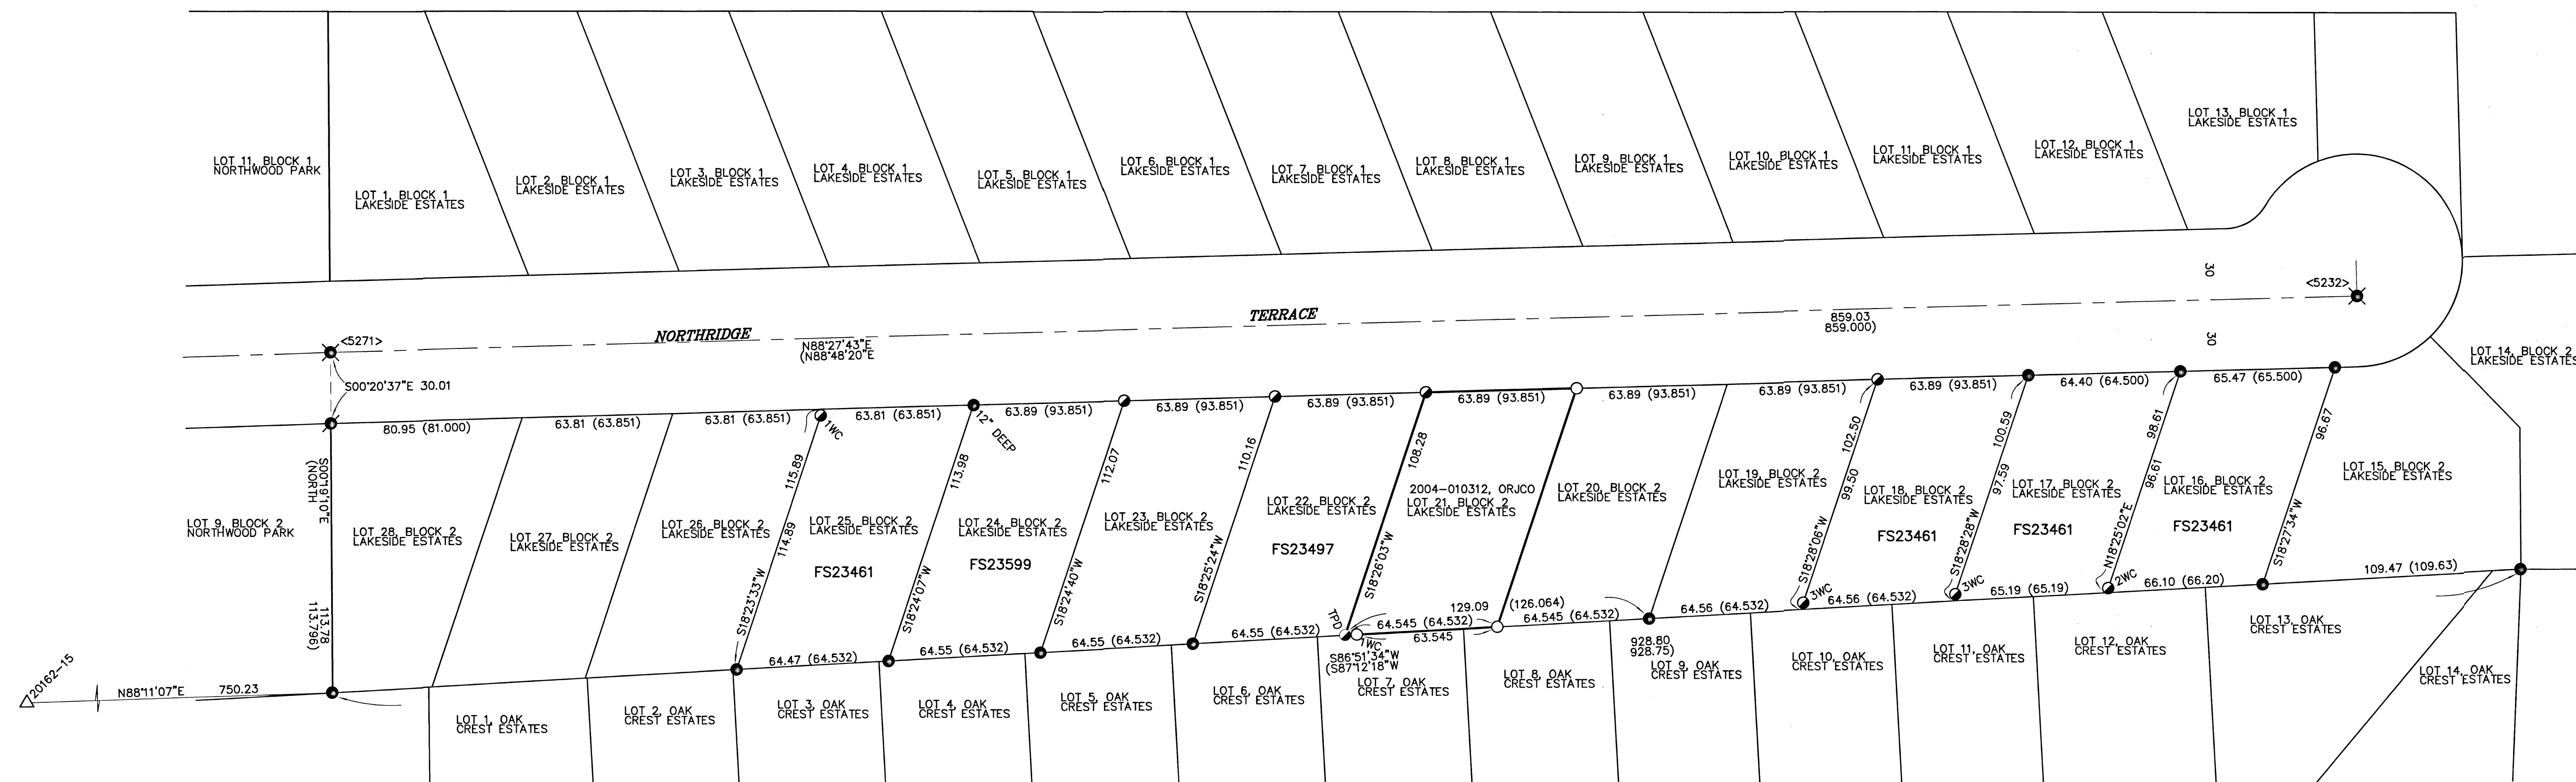 LOT 11, BLOCK 1
NORTHWOOD PARK
LOT 1, BLOCK 1
LAKESIDE ESTATES
LOT 2, BLOCK 1
LAKESIDE ESTATES
LOT 3, BLOCK 1
LAKESIDE ESTATES
LOT 4, BLOCK 1
LAKESIDE ESTATES
LOT 5, BLOCK 1
LAKESIDE ESTATES
LOT 6, BLOCK 1
LAKESIDE ESTATES
LOT 7, BLOCK 1
LAKESIDE ESTATES
LOT 8, BLOCK 1
LAKESIDE ESTATES
LOT 9, BLOCK 1
LAKESIDE ESTATES
LOT 10, BLOCK 1
LAKESIDE ESTATES
LOT 11, BLOCK 1
LAKESIDE ESTATES
LOT 12, BLOCK 1
LAKESIDE ESTATES
LOT 13, BLOCK 1
LAKESIDE ESTATES
<5271>
NORTHRIDGE
TERRACE
N88°27'43"E
(N88°48'20"E
859.03
859.000)
30
<5232>
30
S00°20'37"E 30.01
80.95 (81.000)
63.81 (63.851)
63.81 (63.851)
63.81 (63.851)
63.89 (93.851)
63.89 (93.851)
63.89 (93.851)
63.89 (93.851)
63.89 (93.851)
63.89 (93.851)
63.89 (93.851)
64.40 (64.500)
65.47 (65.500)
1WC
12" DEEP
LOT 14, BLOCK 2
LAKESIDE ESTATES
S00°19'10"E
(NORTH
113.78
113.796)
115.89
114.89
S18°23'33"W
113.98
S18°24'07"W
112.07
S18°24'40"W
110.16
S18°25'24"W
108.28
S18°26'03"W
102.50
99.50
S18°28'06"W
100.59
97.59
S18°28'28"W
98.61
96.61
N18°25'02"E
96.67
S18°27'34"W
LOT 9, BLOCK 2
NORTHWOOD PARK
LOT 28, BLOCK 2
LAKESIDE ESTATES
LOT 27, BLOCK 2
LAKESIDE ESTATES
LOT 26, BLOCK 2
LAKESIDE ESTATES
LOT 25, BLOCK 2
LAKESIDE ESTATES
FS23461
LOT 24, BLOCK 2
LAKESIDE ESTATES
FS23599
LOT 23, BLOCK 2
LAKESIDE ESTATES
LOT 22, BLOCK 2
LAKESIDE ESTATES
FS23497
2004-010312, ORJCO
LOT 21, BLOCK 2
LAKESIDE ESTATES
LOT 20, BLOCK 2
LAKESIDE ESTATES
LOT 19, BLOCK 2
LAKESIDE ESTATES
LOT 18, BLOCK 2
LAKESIDE ESTATES
FS23461
LOT 17, BLOCK 2
LAKESIDE ESTATES
FS23461
LOT 16, BLOCK 2
LAKESIDE ESTATES
FS23461
LOT 15, BLOCK 2
LAKESIDE ESTATES
720162-15
N88°11'07"E
750.23
64.47 (64.532)
64.55 (64.532)
64.55 (64.532)
64.55 (64.532)
TPD
1WC
129.09 (126.064)
64.545 (64.532)
63.545
64.545 (64.532)
S86°51'34"W
(S87°12'18"W
928.80
928.75)
64.56 (64.532)
3WC
64.56 (64.532)
3WC
65.19 (65.19)
2WC
66.10 (66.20)
109.47 (109.63)
LOT 1, OAK
CREST ESTATES
LOT 2, OAK
CREST ESTATES
LOT 3, OAK
CREST ESTATES
LOT 4, OAK
CREST ESTATES
LOT 5, OAK
CREST ESTATES
LOT 6, OAK
CREST ESTATES
LOT 7, OAK
CREST ESTATES
LOT 8, OAK
CREST ESTATES
LOT 9, OAK
CREST ESTATES
LOT 10, OAK
CREST ESTATES
LOT 11, OAK
CREST ESTATES
LOT 12, OAK
CREST ESTATES
LOT 13, OAK
CREST ESTATES
LOT 14, OAK
CREST ESTATES